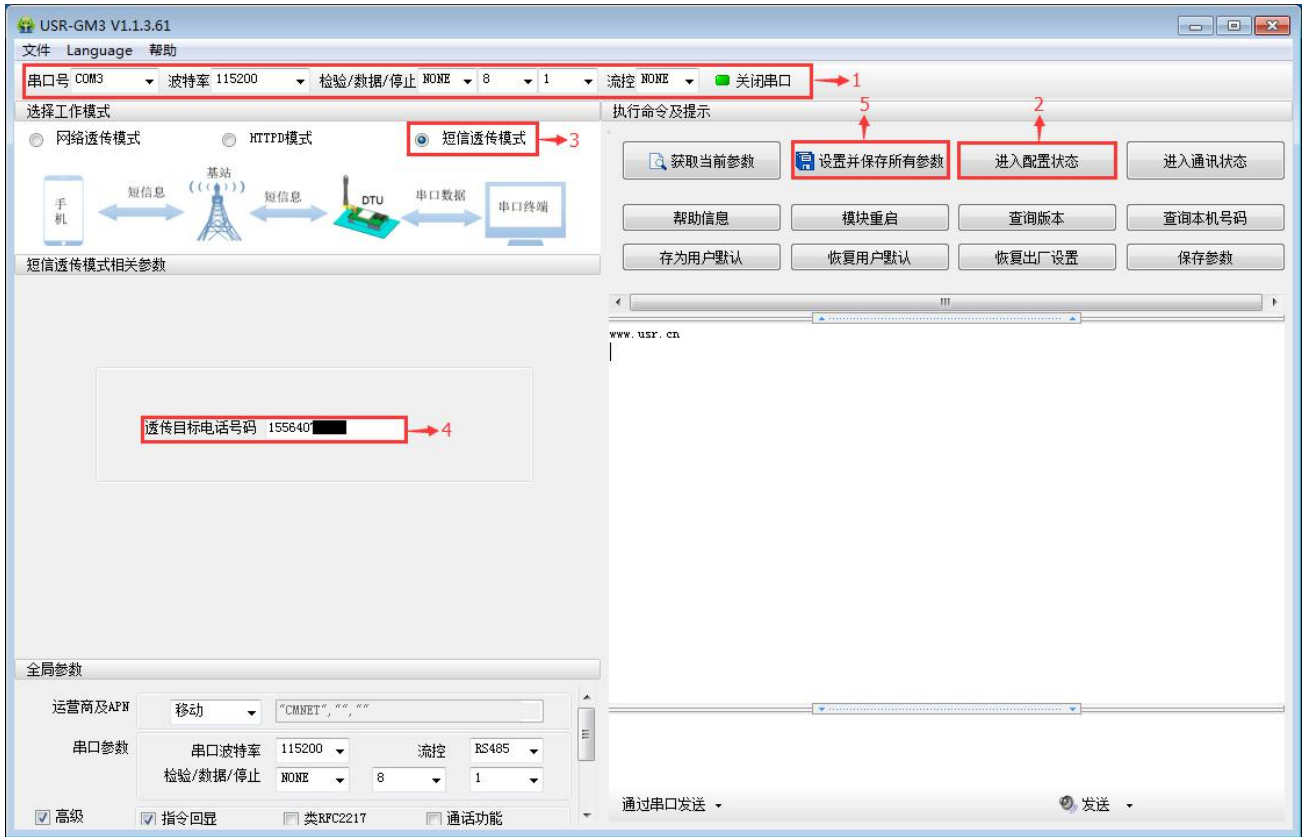 USR-GM3 V1.1.3.61
文件 Language 帮助
串口号 COM3 波特率 115200 检验/数据/停止 NONE 8 1 流控 NONE 关闭串口 1
选择工作模式
网络透传模式 HTTPD模式 短信透传模式 3
手机 短信息 基站 短信息 DTU 串口数据 串口终端
短信透传模式相关参数
透传目标电话号码 155640 4
全局参数
运营商及APN 移动 "CMNET","",""
串口参数 串口波特率 115200 流控 RS485
检验/数据/停止 NONE 8 1
高级 指令回显 类RFC2217 通话功能
执行命令及提示 5 2
获取当前参数 设置并保存所有参数 进入配置状态 进入通讯状态
帮助信息 模块重启 查询版本 查询本机号码
存为用户默认 恢复用户默认 恢复出厂设置 保存参数
www.usr.cn
通过串口发送 发送